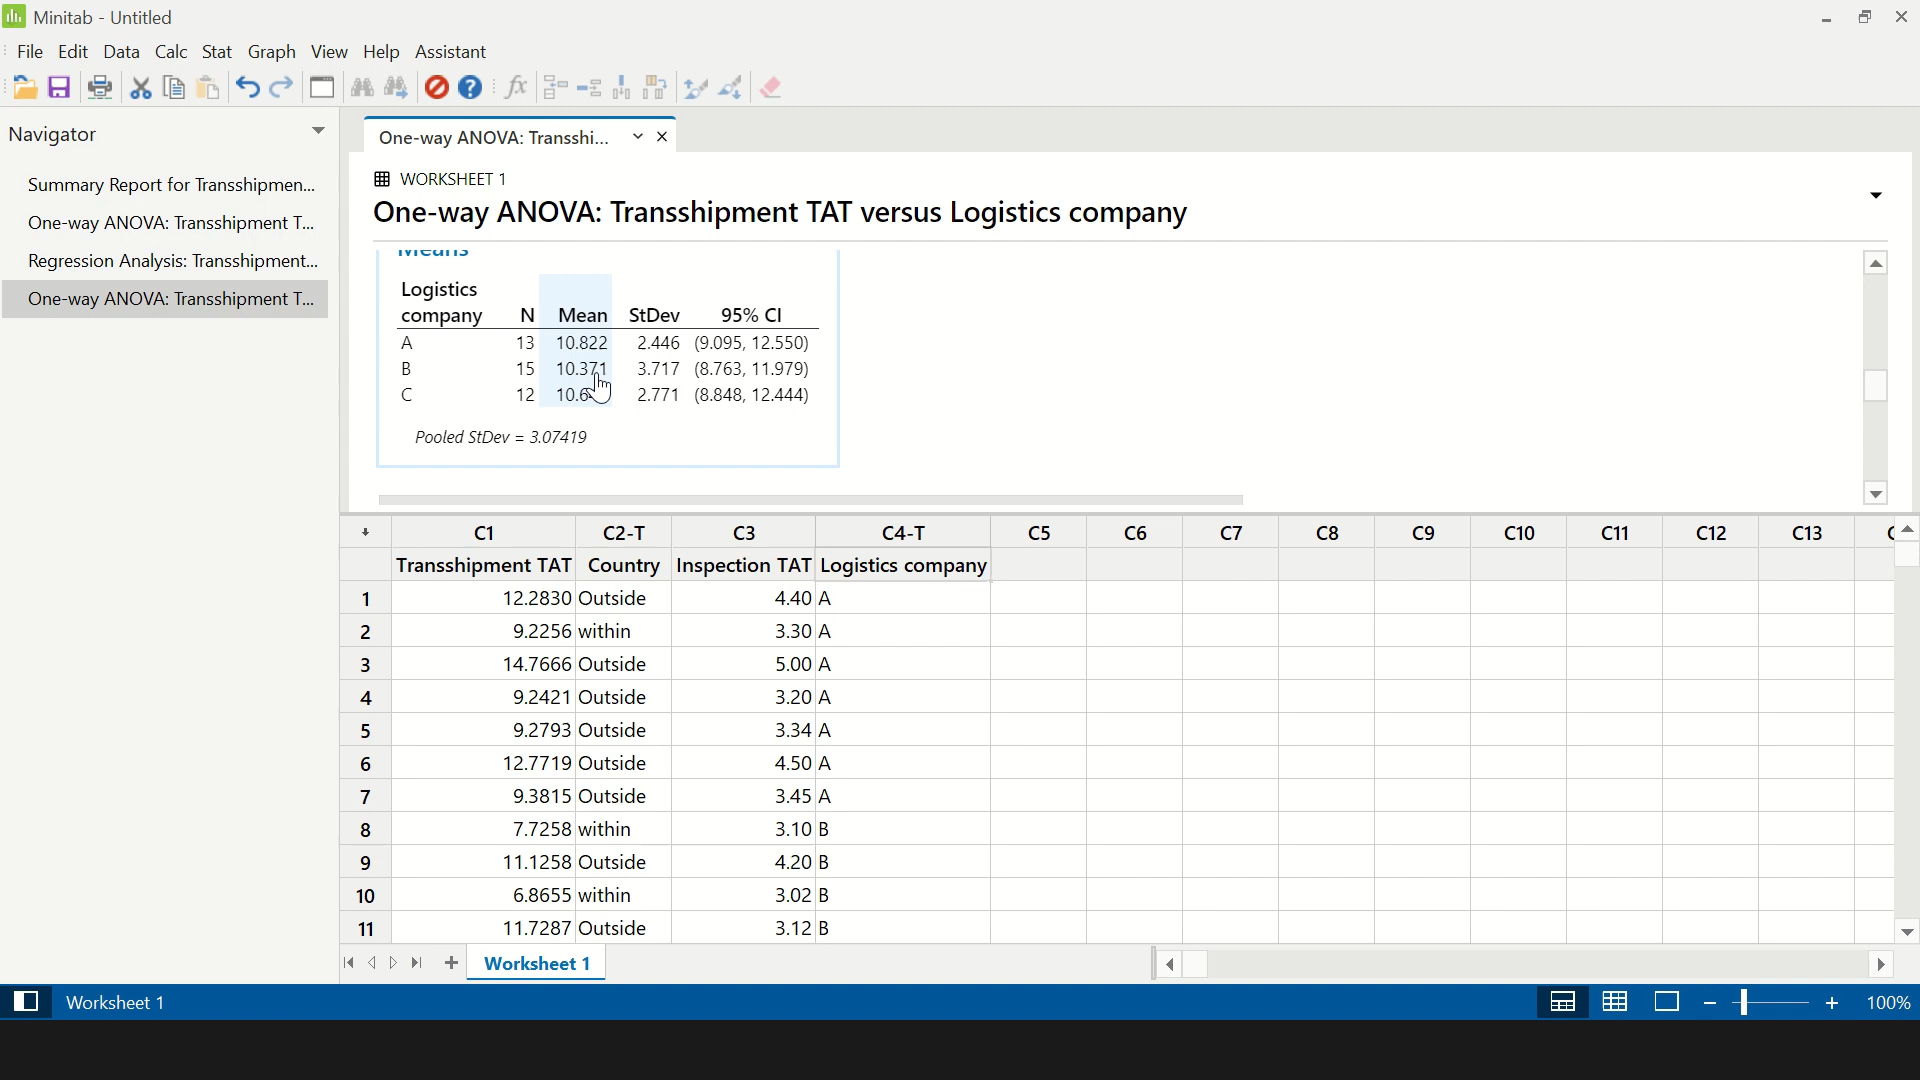 Minitab - Untitled
File Edit Data Calc Stat Graph View Help Assistant
Navigator
Summary Report for Transshipmen...
One-way ANOVA: Transshipment T...
Regression Analysis: Transshipment...
One-way ANOVA: Transshipment T...
One-way ANOVA: Transshi...
WORKSHEET 1
One-way ANOVA: Transshipment TAT versus Logistics company
Means
Logistics
company N Mean StDev 95% CI
A 13 10.822 2.446 (9.095, 12.550)
B 15 10.371 3.717 (8.763, 11.979)
C 12 2.771 (8.848, 12.444)
Pooled StDev = 3.07419
C1 C2-T C3 C4-T C5 C6 C7 C8 C9 C10 C11 C12 C13
Transshipment TAT Country Inspection TAT Logistics company
1 12.2830 Outside 4.40 A
2 9.2256 within 3.30 A
3 14.7666 Outside 5.00 A
4 9.2421 Outside 3.20 A
5 9.2793 Outside 3.34 A
6 12.7719 Outside 4.50 A
7 9.3815 Outside 3.45 A
8 7.7258 within 3.10 B
9 11.1258 Outside 4.20 B
10 6.8655 within 3.02 B
11 11.7287 Outside 3.12 B
Worksheet 1
Worksheet 1
100%